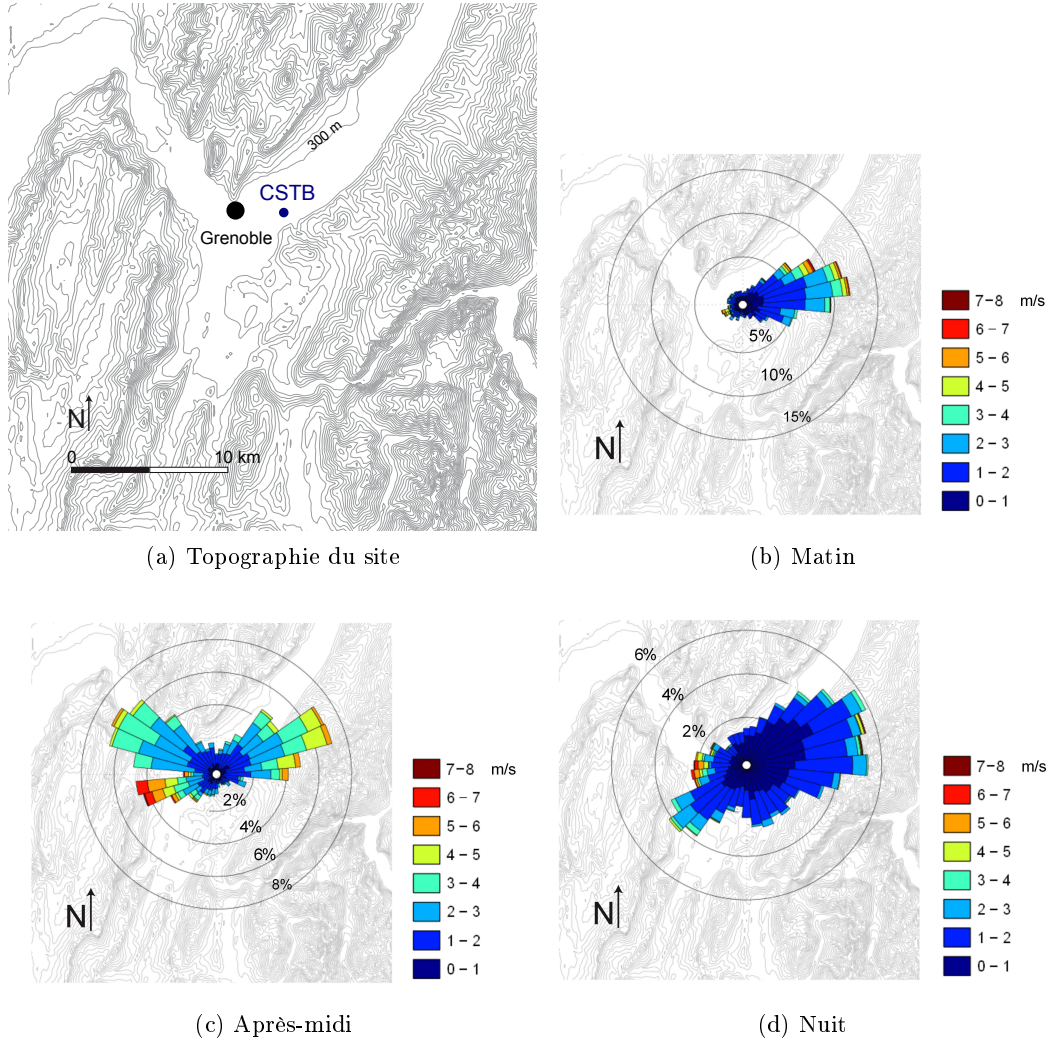 300 m
CSTB
Grenoble
N
0 10 km
(a) Topographie du site
5%
10%
15%
N
7−8 m/s
6−7
5−6
4−5
3−4
2−3
1−2
0−1
(b) Matin
2%
4%
6%
8%
N
7−8 m/s
6−7
5−6
4−5
3−4
2−3
1−2
0−1
(c) Après-midi
6%
4%
2%
N
7−8 m/s
6−7
5−6
4−5
3−4
2−3
1−2
0−1
(d) Nuit